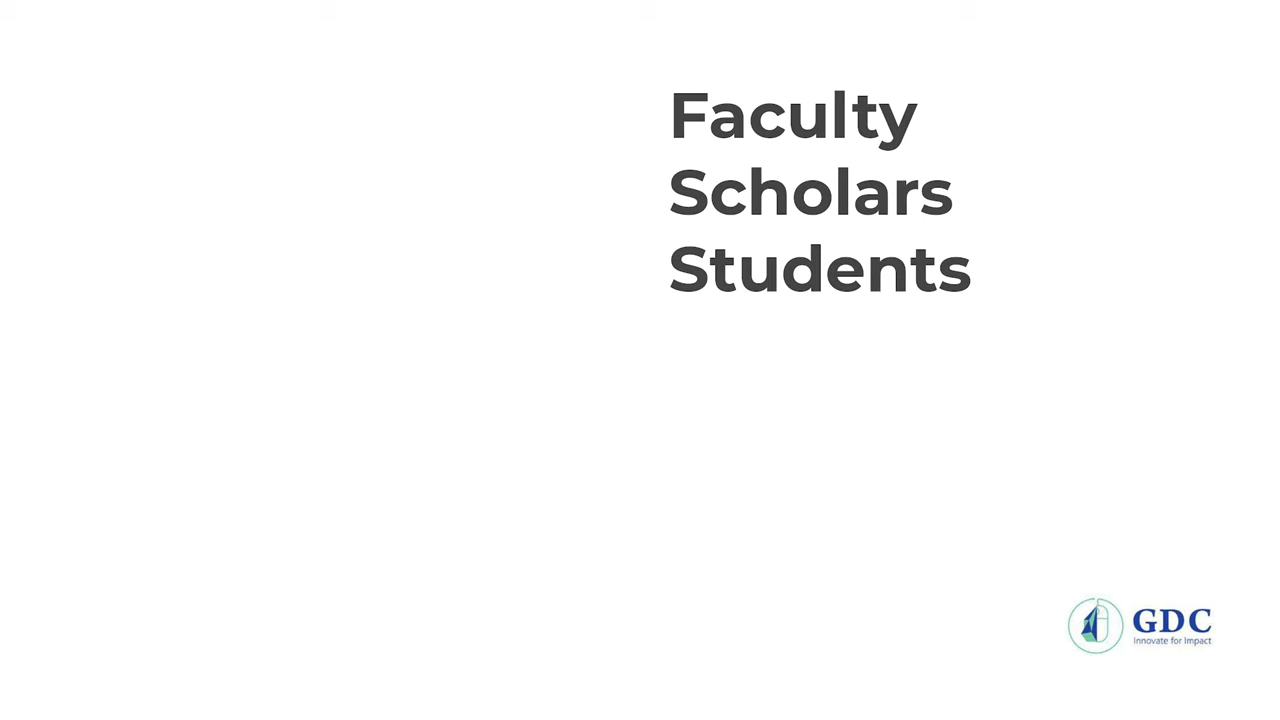 Faculty
Scholars
Students
GDC
Innovate for Impact